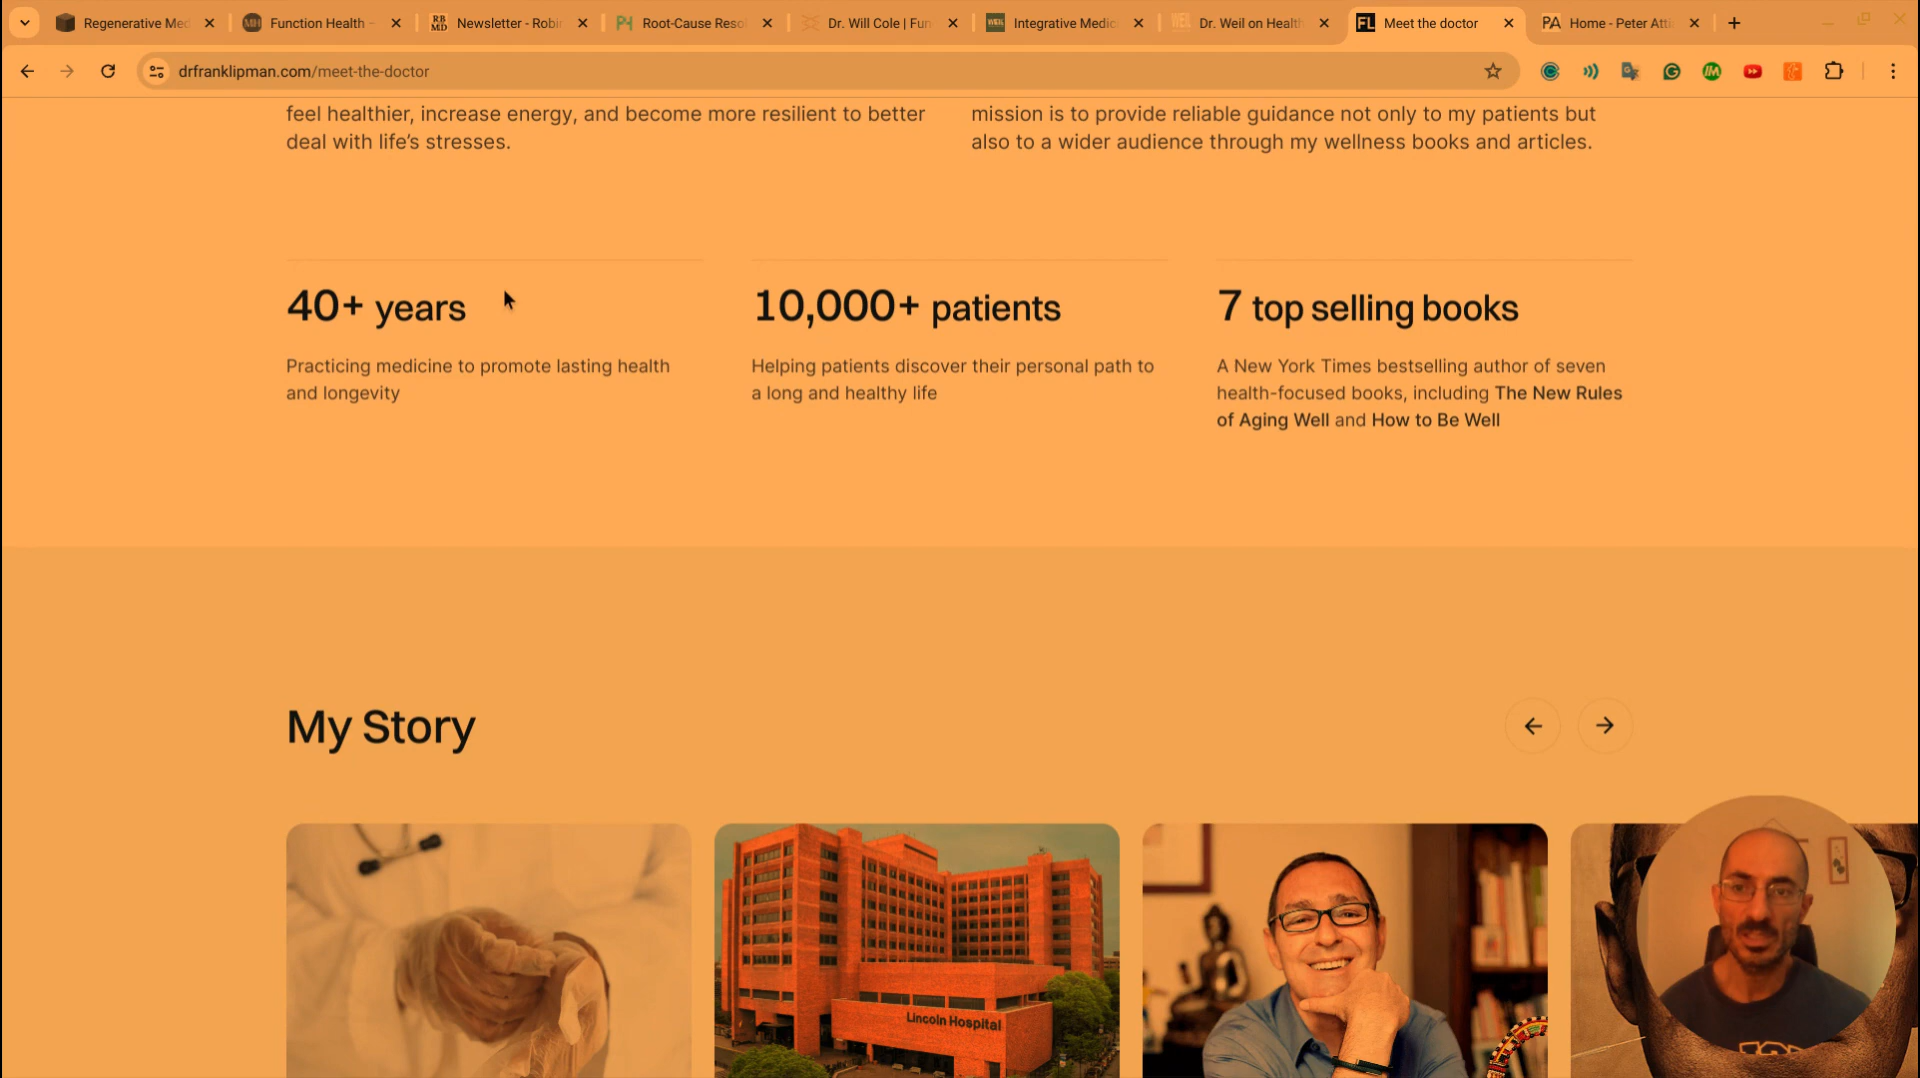 Regenerative Med
Function Health –
Newsletter - Robin
Root-Cause Reso
Dr. Will Cole | Fun
Integrative Medic
Dr. Weil on Health
Meet the doctor
Home - Peter Atti
drfranklipman.com/meet-the-doctor
feel healthier, increase energy, and become more resilient to better
deal with life's stresses.
mission is to provide reliable guidance not only to my patients but
also to a wider audience through my wellness books and articles.
40+ years
Practicing medicine to promote lasting health
and longevity
10,000+ patients
Helping patients discover their personal path to
a long and healthy life
7 top selling books
A New York Times bestselling author of seven
health-focused books, including The New Rules
of Aging Well and How to Be Well
My Story
Lincoln Hospital